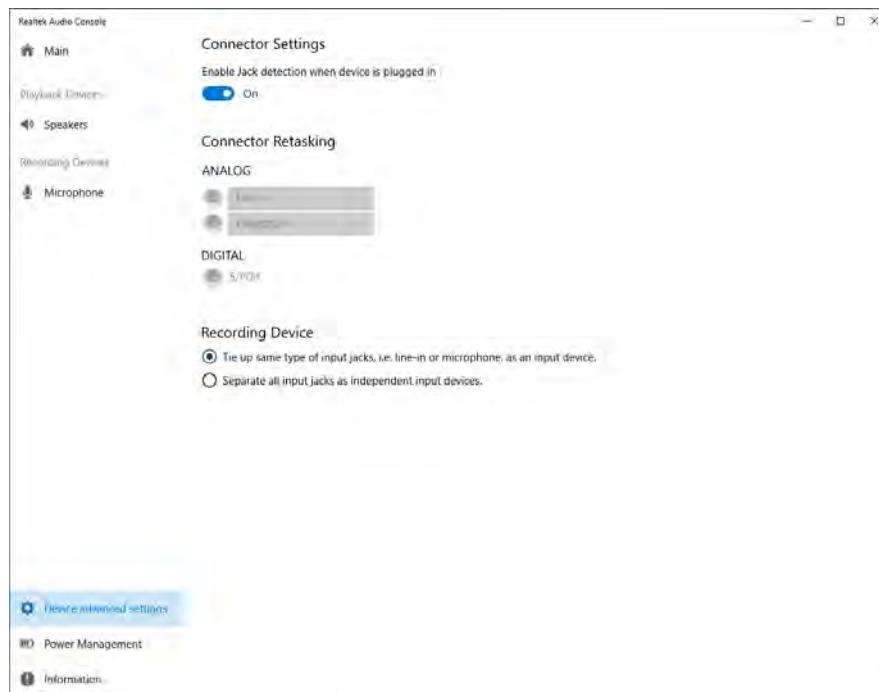 Realtek Audio Console
Main
Playback Devices
Speakers
Recording Devices
Microphone
Device advanced settings
Power Management
Information
Connector Settings
Enable Jack detection when device is plugged in
On
Connector Retasking
ANALOG
DIGITAL
S/PDIF
Recording Device
Tie up same type of input jacks, i.e. line-in or microphone, as an input device.
Separate all input jacks as independent input devices.